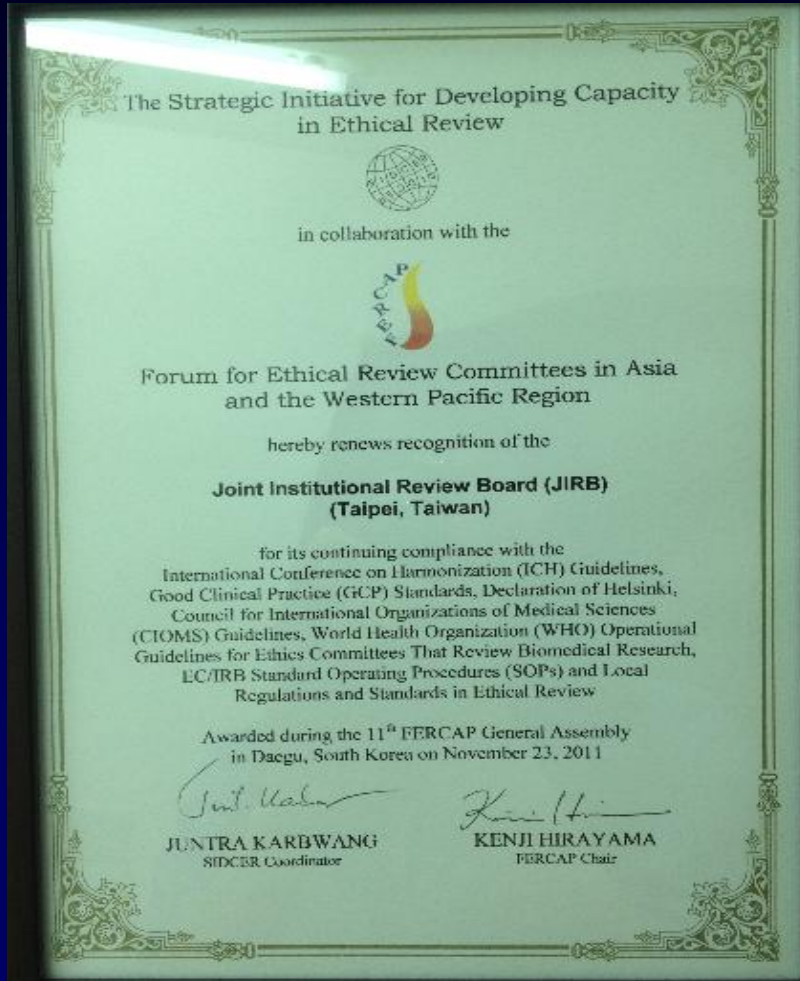 The Strategic Initiative for Developing Capacity
in Ethical Review
in collaboration with the
FERCAP
Forum for Ethical Review Committees in Asia
and the Western Pacific Region
hereby renews recognition of the
Joint Institutional Review Board (JIRB)
(Taipei, Taiwan)
for its continuing compliance with the
International Conference on Harmonization (ICH) Guidelines,
Good Clinical Practice (GCP) Standards, Declaration of Helsinki,
Council for International Organizations of Medical Sciences
(CIOMS) Guidelines, World Health Organization (WHO) Operational
Guidelines for Ethics Committees That Review Biomedical Research,
EC/IRB Standard Operating Procedures (SOPs) and Local
Regulations and Standards in Ethical Review
Awarded during the 11th FERCAP General Assembly
in Daegu, South Korea on November 23, 2011
JUNTRA KARBWANG
SIDCER Coordinator
KENJI HIRAYAMA
FERCAP Chair